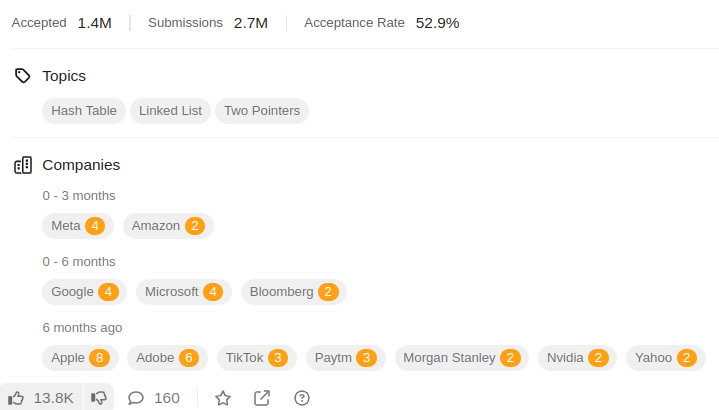 Accepted 1.4M Submissions 2.7M Acceptance Rate 52.9%
Topics
Hash Table Linked List Two Pointers
Companies
0 - 3 months
Meta 4 Amazon 2
0 - 6 months
Google 4 Microsoft 4 Bloomberg 2
6 months ago
Apple 8 Adobe 6 TikTok 3 Paytm 3 Morgan Stanley 2 Nvidia 2 Yahoo 2
13.8K 160